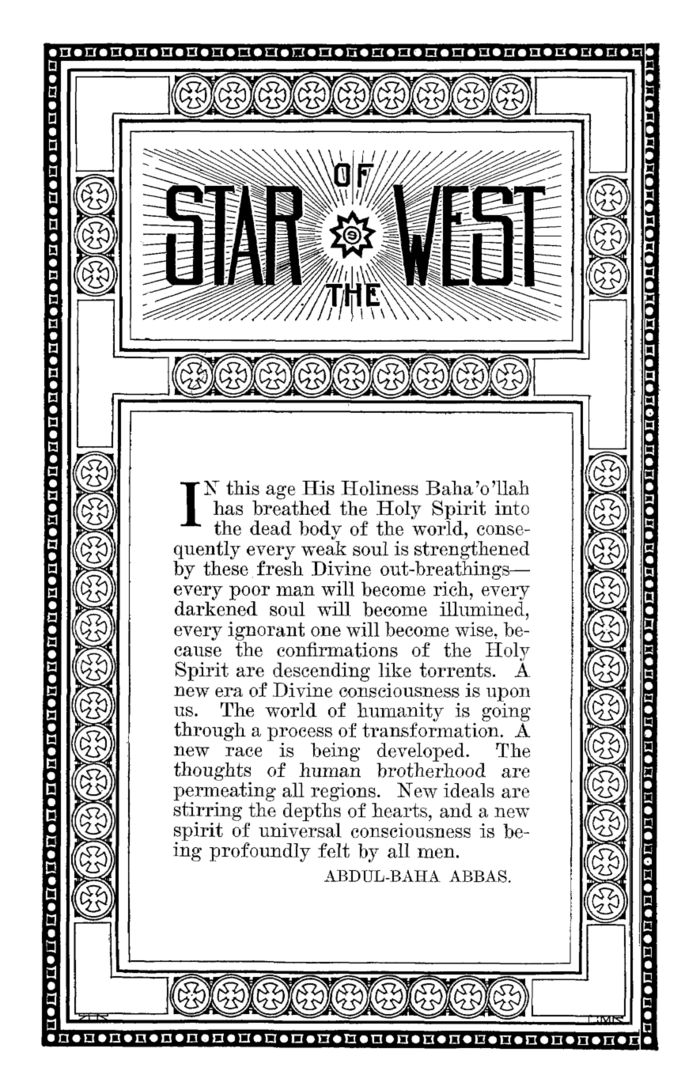 STAR OF THE WEST
IN this age His Holiness Baha'o'llah
has breathed the Holy Spirit into
the dead body of the world, conse-
quently every weak soul is strengthened
by these fresh Divine out-breathings—
every poor man will become rich, every
darkened soul will become illumined,
every ignorant one will become wise, be-
cause the confirmations of the Holy
Spirit are descending like torrents. A
new era of Divine consciousness is upon
us. The world of humanity is going
through a process of transformation. A
new race is being developed. The
thoughts of human brotherhood are
permeating all regions. New ideals are
stirring the depths of hearts, and a new
spirit of universal consciousness is be-
ing profoundly felt by all men.
ABDUL-BAHA ABBAS.